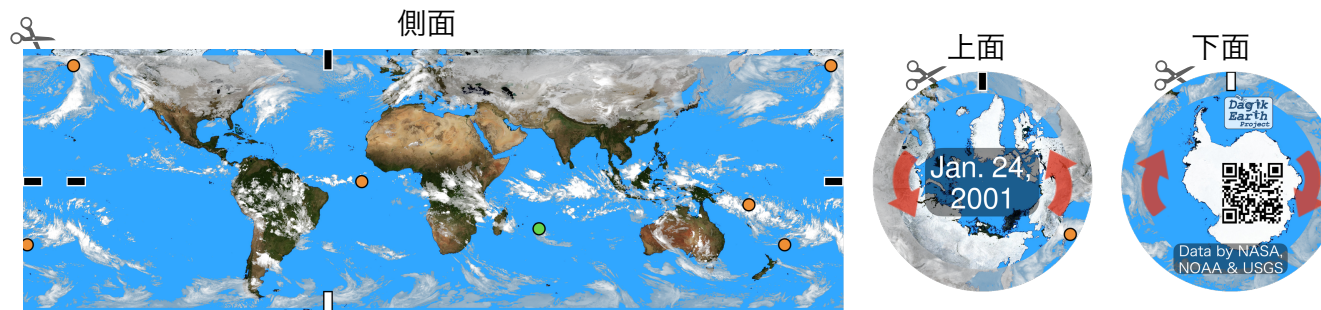 側面
上面
下面
Jan. 24,
2001
Dagik
Earth
Project
Data by NASA,
NOAA & USGS